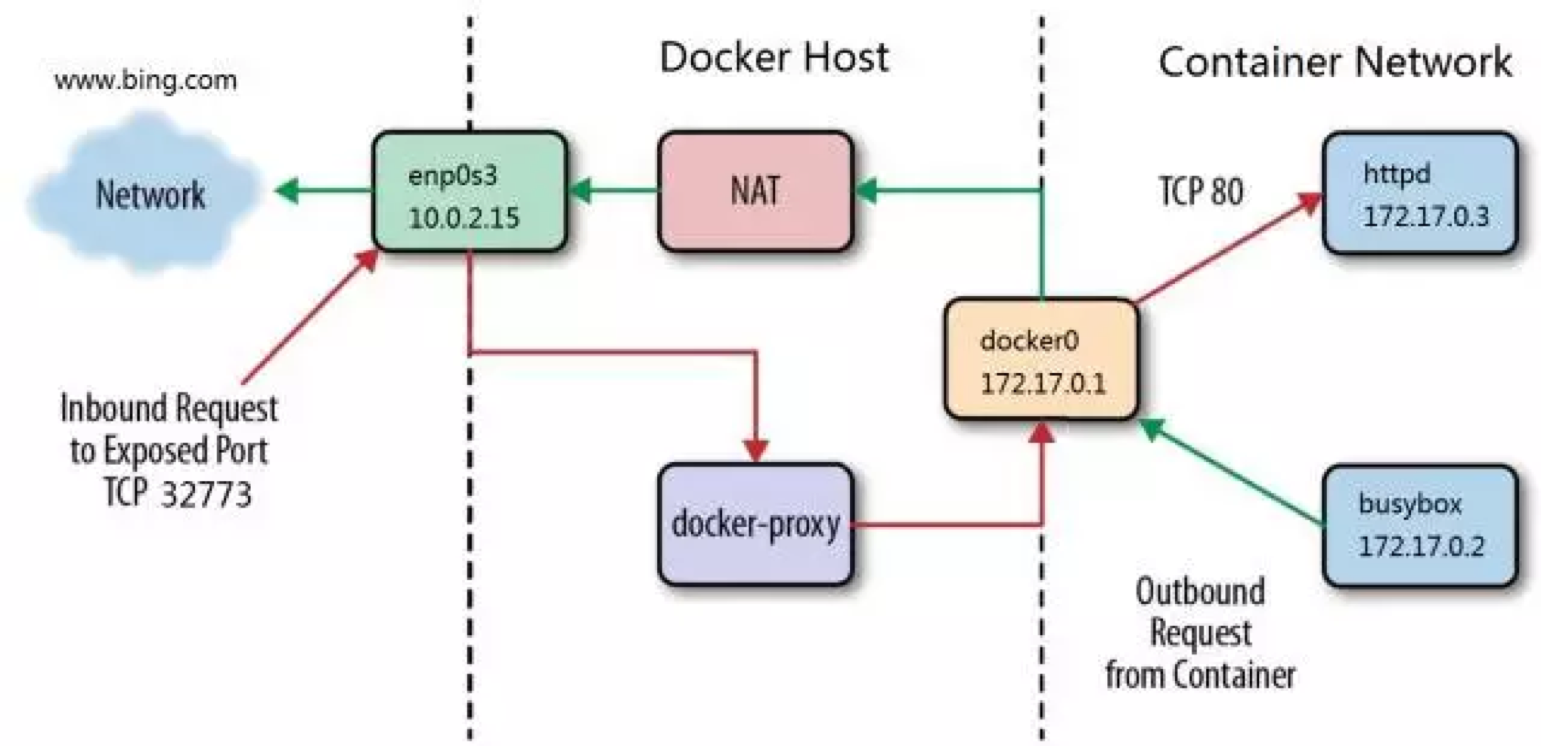 Docker Host
Container Network
www.bing.com
Network
enp0s3
10.0.2.15
NAT
TCP 80
httpd
172.17.0.3
docker0
172.17.0.1
Inbound Request
to Exposed Port
TCP 32773
docker-proxy
busybox
172.17.0.2
Outbound
Request
from Container